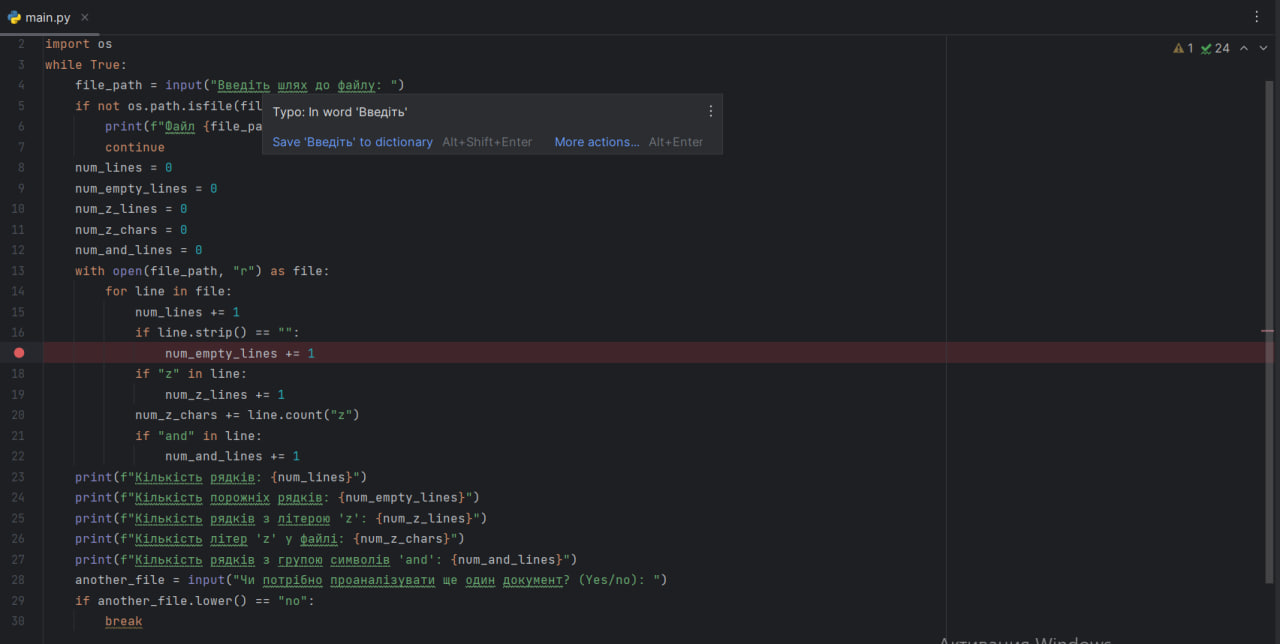 main.py
1 24
2 import os
3 while True:
4 file_path = input("Введіть шлях до файлу: ")
5 if not os.path.isfile(fil
Typo: In word 'Введіть'
6 print(f"Файл {file_pa
7 continue
Save 'Введіть' to dictionary Alt+Shift+Enter More actions... Alt+Enter
8 num_lines = 0
9 num_empty_lines = 0
10 num_z_lines = 0
11 num_z_chars = 0
12 num_and_lines = 0
13 with open(file_path, "r") as file:
14 for line in file:
15 num_lines += 1
16 if line.strip() == "":
num_empty_lines += 1
18 if "z" in line:
19 num_z_lines += 1
20 num_z_chars += line.count("z")
21 if "and" in line:
22 num_and_lines += 1
23 print(f"Кількість рядків: {num_lines}")
24 print(f"Кількість порожніх рядків: {num_empty_lines}")
25 print(f"Кількість рядків з літерою 'z': {num_z_lines}")
26 print(f"Кількість літер 'z' у файлі: {num_z_chars}")
27 print(f"Кількість рядків з групою символів 'and': {num_and_lines}")
28 another_file = input("Чи потрібно проаналізувати ще один документ? (Yes/no): ")
29 if another_file.lower() == "no":
30 break
Активация Windows